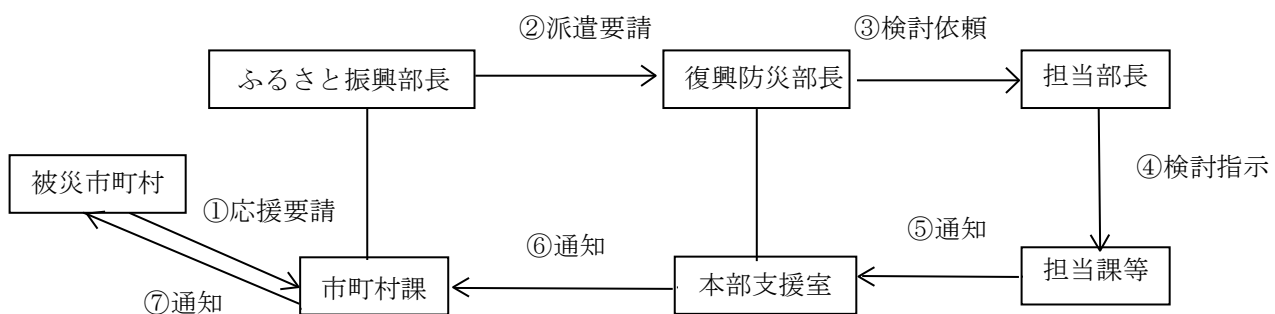 ②派遣要請
③検討依頼
ふるさと振興部長
復興防災部長
担当部長
被災市町村
④検討指示
①応援要請
⑤通知
⑥通知
市町村課
本部支援室
担当課等
⑦通知